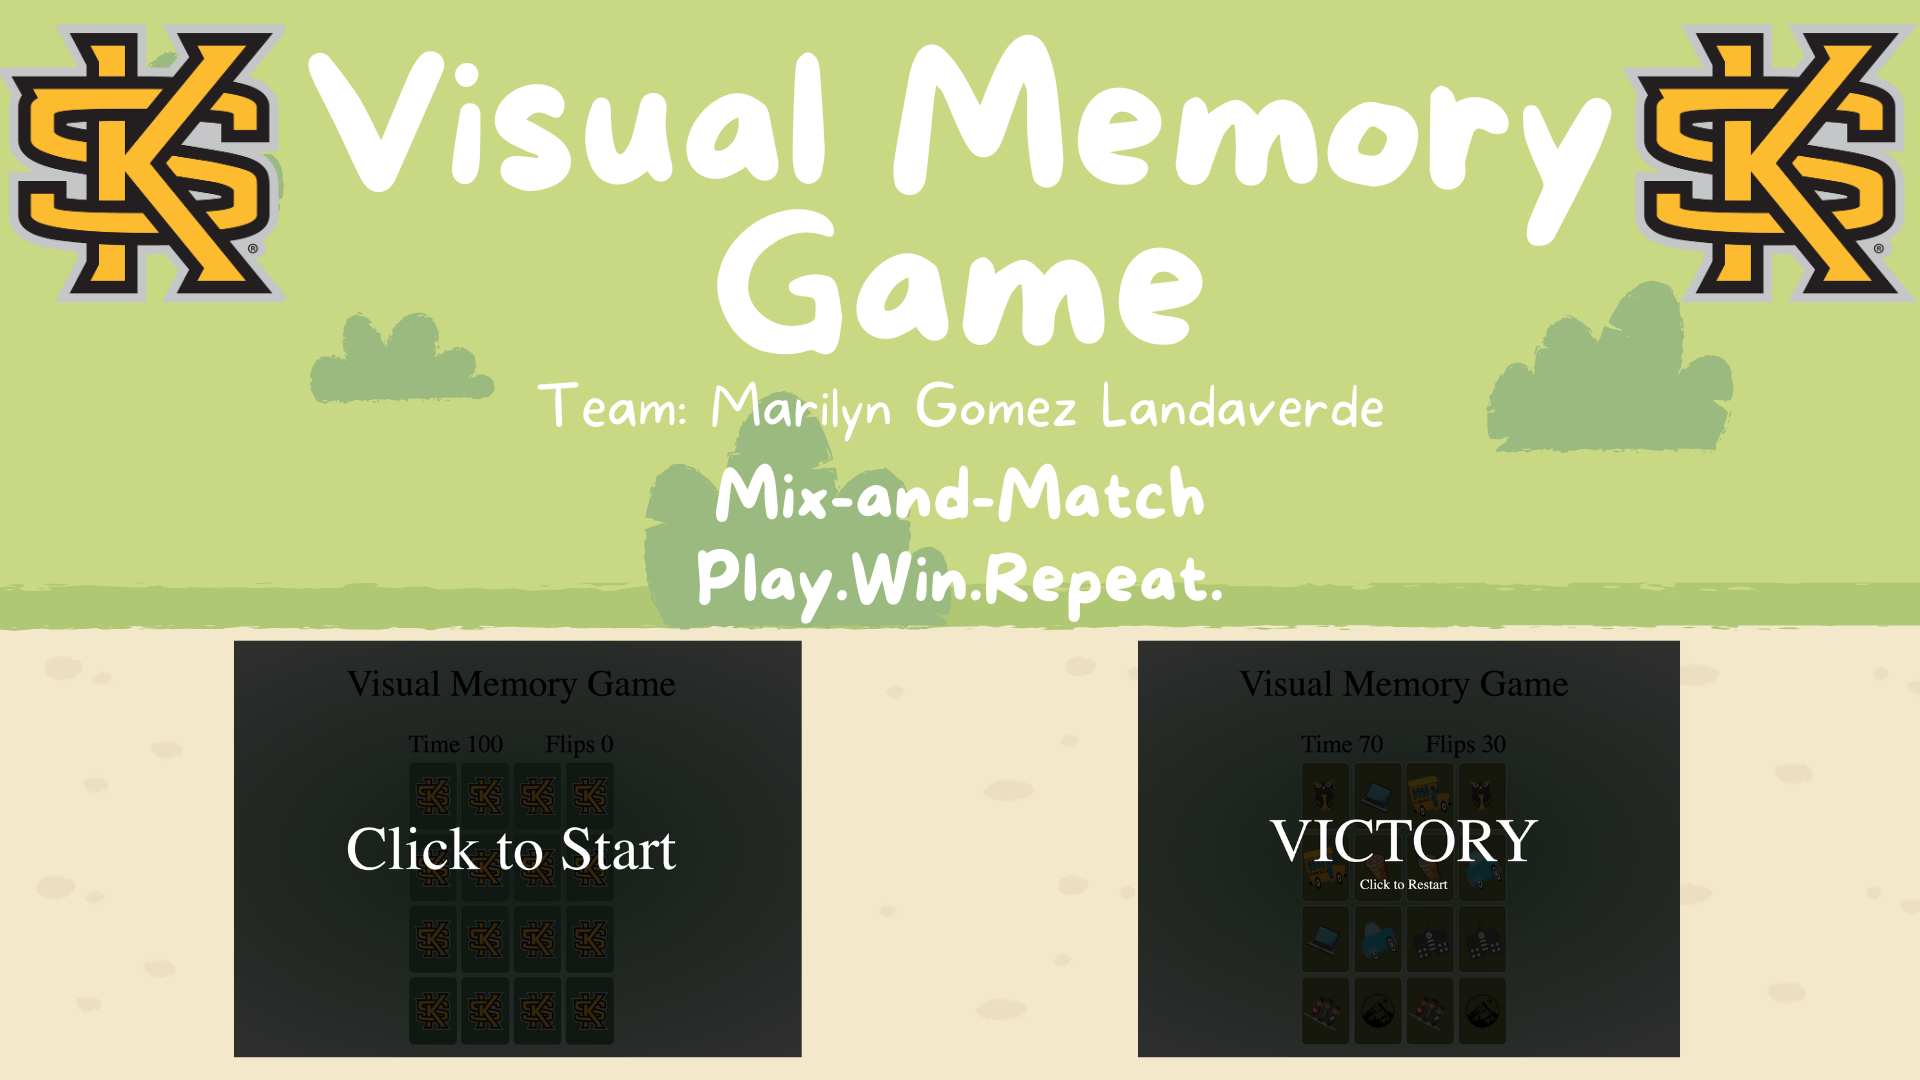 Visual Memory
Game
Team: Marilyn Gomez Landaverde
Mix-and-Match
Play.Win.Repeat.
Visual Memory Game
Time 100 Flips 0
Click to Start
Visual Memory Game
Time 70 Flips 30
VICTORY
Click to Restart